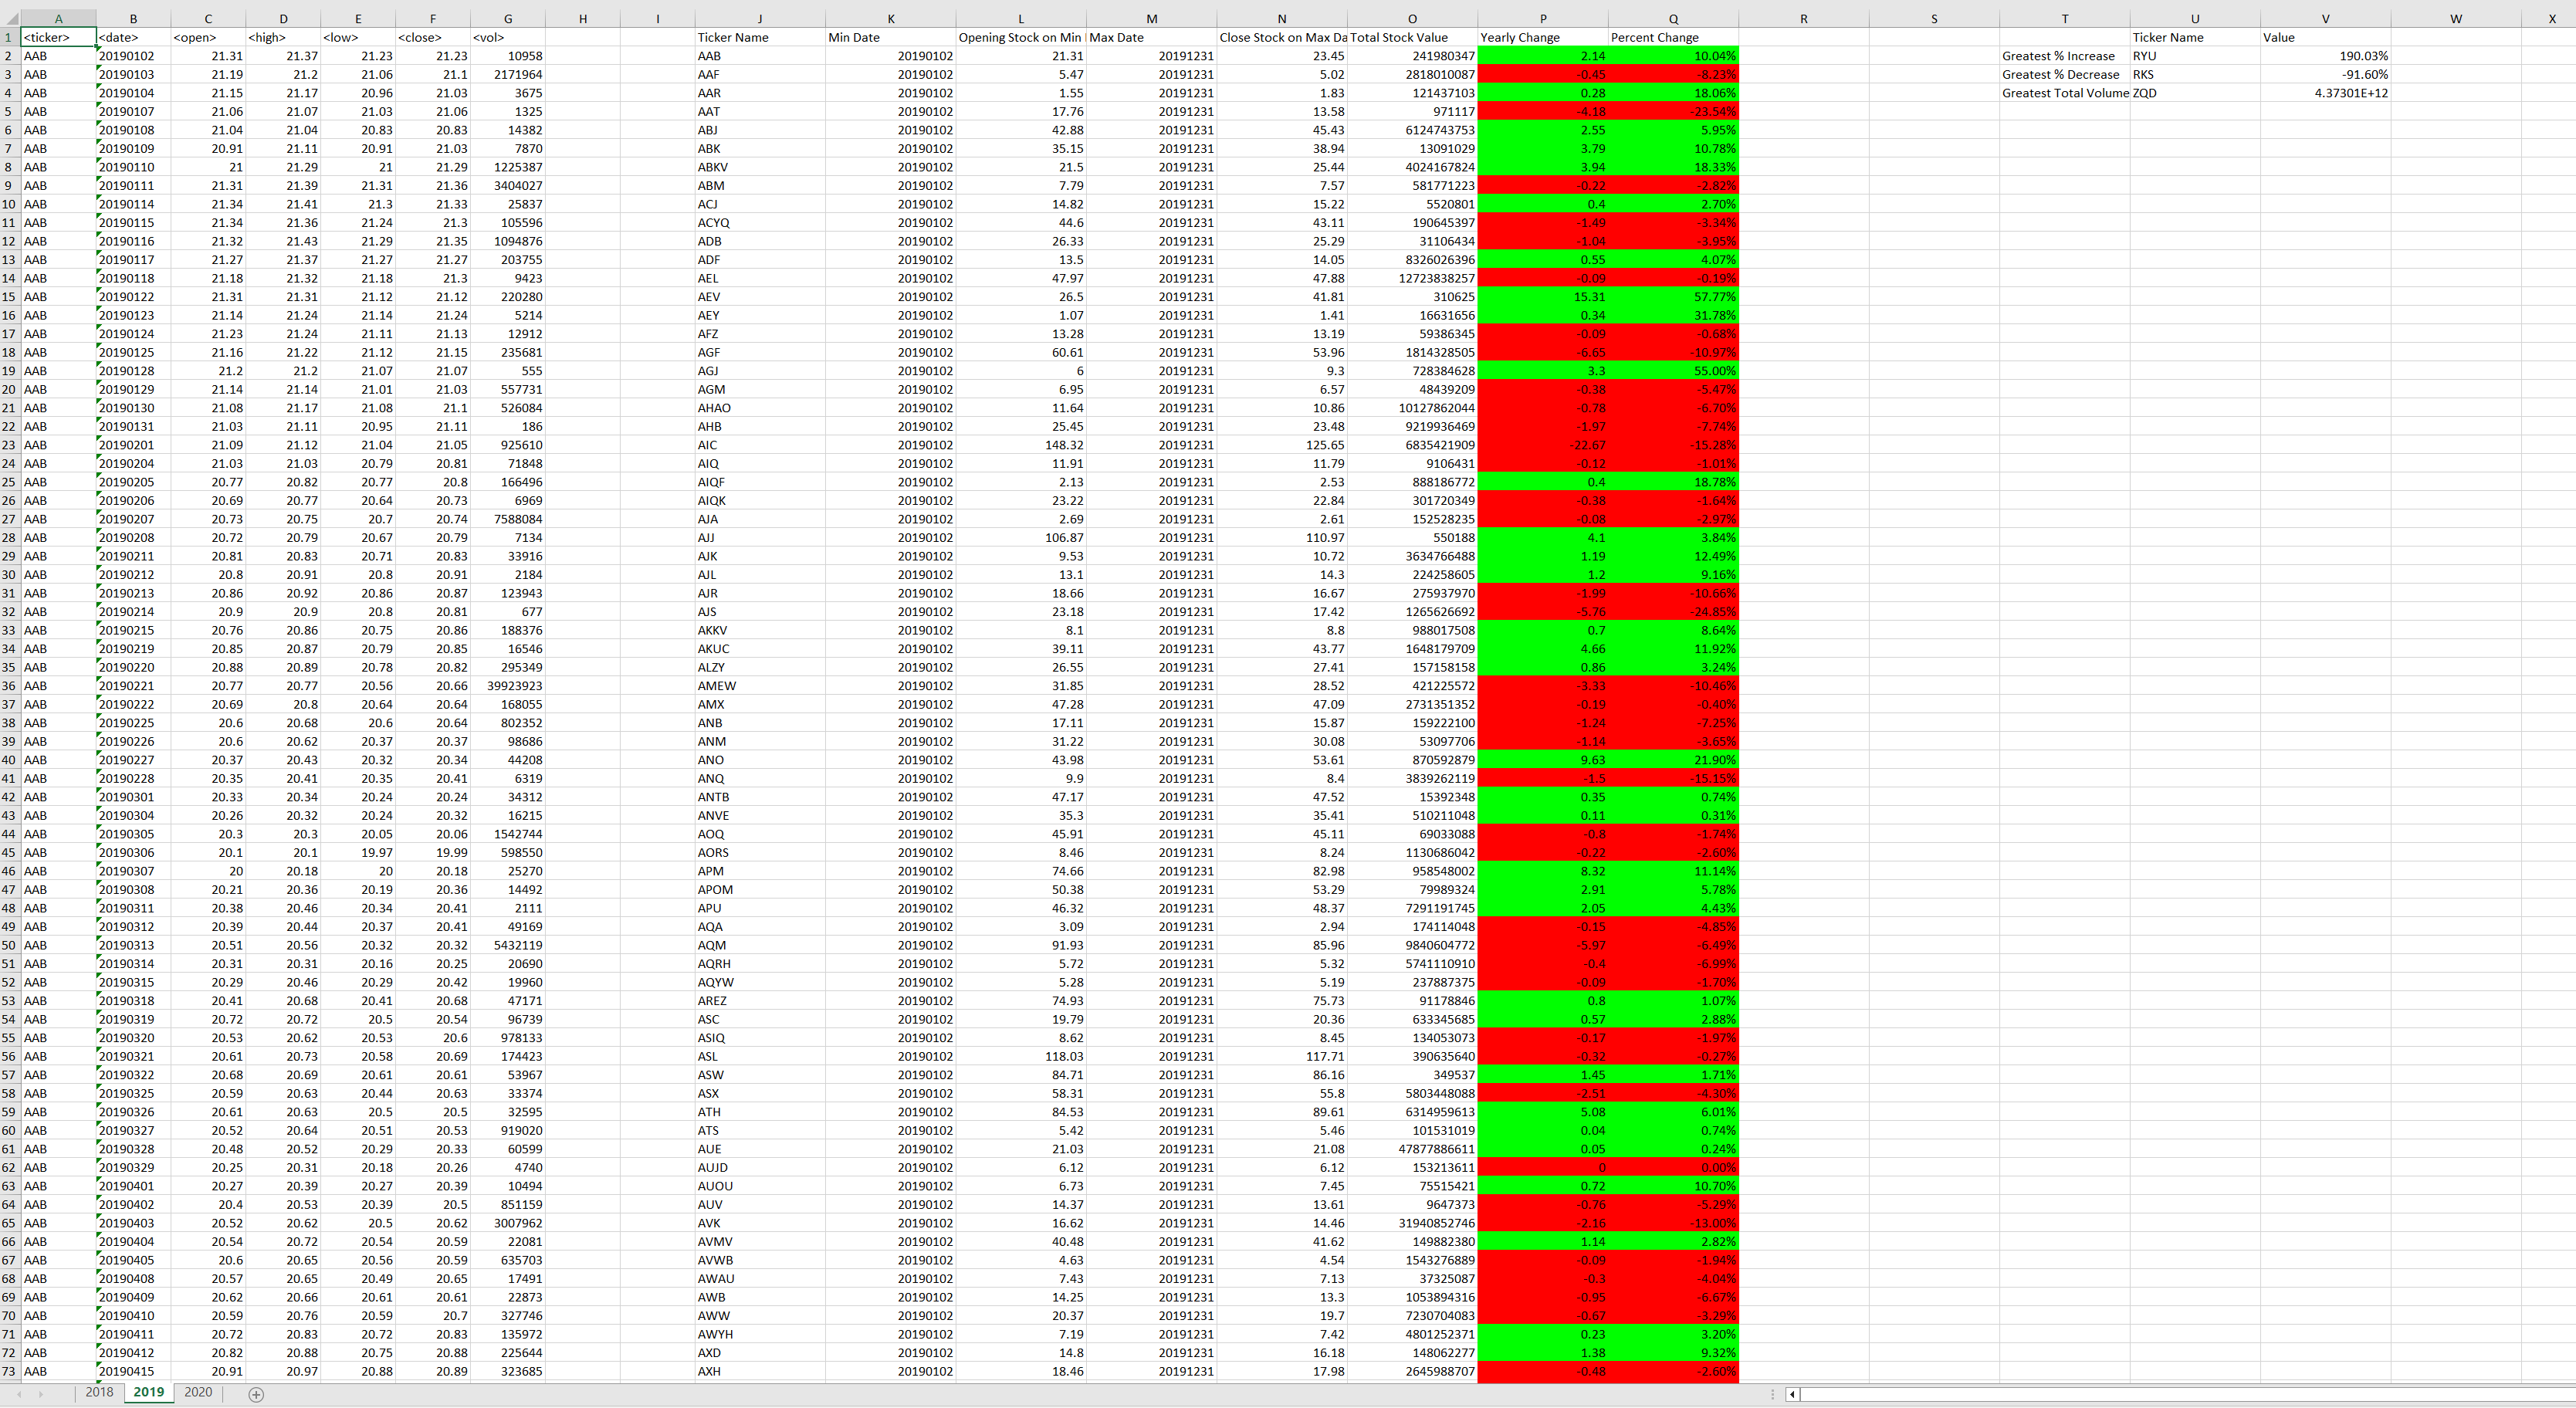 A B C D E F G H I J K L M N O P Q R S T U V W X
1 <ticker> <date> <open> <high> <low> <close> <vol> Ticker Name Min Date Opening Stock on Min Max Date Close Stock on Max Da Total Stock Value Yearly Change Percent Change Ticker Name Value
2 AAB 20190102 21.31 21.37 21.23 21.23 10958 AAB 20190102 21.31 20191231 23.45 241980347 2.14 10.04% Greatest % Increase RYU 190.03%
3 AAB 20190103 21.19 21.2 21.06 21.1 2171964 AAF 20190102 5.47 20191231 5.02 2818010087 -0.45 -8.23% Greatest % Decrease RKS -91.60%
4 AAB 20190104 21.15 21.17 20.96 21.03 3675 AAR 20190102 1.55 20191231 1.83 121437103 0.28 18.06% Greatest Total Volume ZQD 4.37301E+12
5 AAB 20190107 21.06 21.07 21.03 21.06 1325 AAT 20190102 17.76 20191231 13.58 971117 -4.18 -23.54%
6 AAB 20190108 21.04 21.04 20.83 20.83 14382 ABJ 20190102 42.88 20191231 45.43 6124743753 2.55 5.95%
7 AAB 20190109 20.91 21.11 20.91 21.03 7870 ABK 20190102 35.15 20191231 38.94 13091029 3.79 10.78%
8 AAB 20190110 21 21.29 21 21.29 1225387 ABKV 20190102 21.5 20191231 25.44 4024167824 3.94 18.33%
9 AAB 20190111 21.31 21.39 21.31 21.36 3404027 ABM 20190102 7.79 20191231 7.57 581771223 -0.22 -2.82%
10 AAB 20190114 21.34 21.41 21.3 21.33 25837 ACJ 20190102 14.82 20191231 15.22 5520801 0.4 2.70%
11 AAB 20190115 21.34 21.36 21.24 21.3 105596 ACYQ 20190102 44.6 20191231 43.11 190645397 -1.49 -3.34%
12 AAB 20190116 21.32 21.43 21.29 21.35 1094876 ADB 20190102 26.33 20191231 25.29 31106434 -1.04 -3.95%
13 AAB 20190117 21.27 21.37 21.27 21.27 203755 ADF 20190102 13.5 20191231 14.05 8326026396 0.55 4.07%
14 AAB 20190118 21.18 21.32 21.18 21.3 9423 AEL 20190102 47.97 20191231 47.88 12723838257 -0.09 -0.19%
15 AAB 20190122 21.31 21.31 21.12 21.12 220280 AEV 20190102 26.5 20191231 41.81 310625 15.31 57.77%
16 AAB 20190123 21.14 21.24 21.14 21.24 5214 AEY 20190102 1.07 20191231 1.41 16631656 0.34 31.78%
17 AAB 20190124 21.23 21.24 21.11 21.13 12912 AFZ 20190102 13.28 20191231 13.19 59386345 -0.09 -0.68%
18 AAB 20190125 21.16 21.22 21.12 21.15 235681 AGF 20190102 60.61 20191231 53.96 1814328505 -6.65 -10.97%
19 AAB 20190128 21.2 21.2 21.07 21.07 555 AGJ 20190102 6 20191231 9.3 728384628 3.3 55.00%
20 AAB 20190129 21.14 21.14 21.01 21.03 557731 AGM 20190102 6.95 20191231 6.57 48439209 -0.38 -5.47%
21 AAB 20190130 21.08 21.17 21.08 21.1 526084 AHAO 20190102 11.64 20191231 10.86 10127862044 -0.78 -6.70%
22 AAB 20190131 21.03 21.11 20.95 21.11 186 AHB 20190102 25.45 20191231 23.48 9219936469 -1.97 -7.74%
23 AAB 20190201 21.09 21.12 21.04 21.05 925610 AIC 20190102 148.32 20191231 125.65 6835421909 -22.67 -15.28%
24 AAB 20190204 21.03 21.03 20.79 20.81 71848 AIQ 20190102 11.91 20191231 11.79 9106431 -0.12 -1.01%
25 AAB 20190205 20.77 20.82 20.77 20.8 166496 AIQF 20190102 2.13 20191231 2.53 888186772 0.4 18.78%
26 AAB 20190206 20.69 20.77 20.64 20.73 6969 AIQK 20190102 23.22 20191231 22.84 301720349 -0.38 -1.64%
27 AAB 20190207 20.73 20.75 20.7 20.74 7588084 AJA 20190102 2.69 20191231 2.61 152528235 -0.08 -2.97%
28 AAB 20190208 20.72 20.79 20.67 20.79 7134 AJJ 20190102 106.87 20191231 110.97 550188 4.1 3.84%
29 AAB 20190211 20.81 20.83 20.71 20.83 33916 AJK 20190102 9.53 20191231 10.72 3634766488 1.19 12.49%
30 AAB 20190212 20.8 20.91 20.8 20.91 2184 AJL 20190102 13.1 20191231 14.3 224258605 1.2 9.16%
31 AAB 20190213 20.86 20.92 20.86 20.87 123943 AJR 20190102 18.66 20191231 16.67 275937970 -1.99 -10.66%
32 AAB 20190214 20.9 20.9 20.8 20.81 677 AJS 20190102 23.18 20191231 17.42 1265626692 -5.76 -24.85%
33 AAB 20190215 20.76 20.86 20.75 20.86 188376 AKKV 20190102 8.1 20191231 8.8 988017508 0.7 8.64%
34 AAB 20190219 20.85 20.87 20.79 20.85 16546 AKUC 20190102 39.11 20191231 43.77 1648179709 4.66 11.92%
35 AAB 20190220 20.88 20.89 20.78 20.82 295349 ALZY 20190102 26.55 20191231 27.41 157158158 0.86 3.24%
36 AAB 20190221 20.77 20.77 20.56 20.66 39923923 AMEW 20190102 31.85 20191231 28.52 421225572 -3.33 -10.46%
37 AAB 20190222 20.69 20.8 20.64 20.64 168055 AMX 20190102 47.28 20191231 47.09 2731351352 -0.19 -0.40%
38 AAB 20190225 20.6 20.68 20.6 20.64 802352 ANB 20190102 17.11 20191231 15.87 159222100 -1.24 -7.25%
39 AAB 20190226 20.6 20.62 20.37 20.37 98686 ANM 20190102 31.22 20191231 30.08 53097706 -1.14 -3.65%
40 AAB 20190227 20.37 20.43 20.32 20.34 44208 ANO 20190102 43.98 20191231 53.61 870592879 9.63 21.90%
41 AAB 20190228 20.35 20.41 20.35 20.41 6319 ANQ 20190102 9.9 20191231 8.4 3839262119 -1.5 -15.15%
42 AAB 20190301 20.33 20.34 20.24 20.24 34312 ANTB 20190102 47.17 20191231 47.52 15392348 0.35 0.74%
43 AAB 20190304 20.26 20.32 20.24 20.32 16215 ANVE 20190102 35.3 20191231 35.41 510211048 0.11 0.31%
44 AAB 20190305 20.3 20.3 20.05 20.06 1542744 AOQ 20190102 45.91 20191231 45.11 69033088 -0.8 -1.74%
45 AAB 20190306 20.1 20.1 19.97 19.99 598550 AORS 20190102 8.46 20191231 8.24 1130686042 -0.22 -2.60%
46 AAB 20190307 20 20.18 20 20.18 25270 APM 20190102 74.66 20191231 82.98 958548002 8.32 11.14%
47 AAB 20190308 20.21 20.36 20.19 20.36 14492 APOM 20190102 50.38 20191231 53.29 79989324 2.91 5.78%
48 AAB 20190311 20.38 20.46 20.34 20.41 2111 APU 20190102 46.32 20191231 48.37 7291191745 2.05 4.43%
49 AAB 20190312 20.39 20.44 20.37 20.41 49169 AQA 20190102 3.09 20191231 2.94 174114048 -0.15 -4.85%
50 AAB 20190313 20.51 20.56 20.32 20.32 5432119 AQM 20190102 91.93 20191231 85.96 9840604772 -5.97 -6.49%
51 AAB 20190314 20.31 20.31 20.16 20.25 20690 AQRH 20190102 5.72 20191231 5.32 5741110910 -0.4 -6.99%
52 AAB 20190315 20.29 20.46 20.29 20.42 19960 AQYW 20190102 5.28 20191231 5.19 237887375 -0.09 -1.70%
53 AAB 20190318 20.41 20.68 20.41 20.68 47171 AREZ 20190102 74.93 20191231 75.73 91178846 0.8 1.07%
54 AAB 20190319 20.72 20.72 20.5 20.54 96739 ASC 20190102 19.79 20191231 20.36 633345685 0.57 2.88%
55 AAB 20190320 20.53 20.62 20.53 20.6 978133 ASIQ 20190102 8.62 20191231 8.45 134053073 -0.17 -1.97%
56 AAB 20190321 20.61 20.73 20.58 20.69 174423 ASL 20190102 118.03 20191231 117.71 390635640 -0.32 -0.27%
57 AAB 20190322 20.68 20.69 20.61 20.61 53967 ASW 20190102 84.71 20191231 86.16 349537 1.45 1.71%
58 AAB 20190325 20.59 20.63 20.44 20.63 33374 ASX 20190102 58.31 20191231 55.8 5803448088 -2.51 -4.30%
59 AAB 20190326 20.61 20.63 20.5 20.5 32595 ATH 20190102 84.53 20191231 89.61 6314959613 5.08 6.01%
60 AAB 20190327 20.52 20.64 20.51 20.53 919020 ATS 20190102 5.42 20191231 5.46 101531019 0.04 0.74%
61 AAB 20190328 20.48 20.52 20.29 20.33 60599 AUE 20190102 21.03 20191231 21.08 47877886611 0.05 0.24%
62 AAB 20190329 20.25 20.31 20.18 20.26 4740 AUJD 20190102 6.12 20191231 6.12 153213611 0 0.00%
63 AAB 20190401 20.27 20.39 20.27 20.39 10494 AUOU 20190102 6.73 20191231 7.45 75515421 0.72 10.70%
64 AAB 20190402 20.4 20.53 20.39 20.5 851159 AUV 20190102 14.37 20191231 13.61 9647373 -0.76 -5.29%
65 AAB 20190403 20.52 20.62 20.5 20.62 3007962 AVK 20190102 16.62 20191231 14.46 31940852746 -2.16 -13.00%
66 AAB 20190404 20.54 20.72 20.54 20.59 22081 AVMV 20190102 40.48 20191231 41.62 149882380 1.14 2.82%
67 AAB 20190405 20.6 20.65 20.56 20.59 635703 AVWB 20190102 4.63 20191231 4.54 1543276889 -0.09 -1.94%
68 AAB 20190408 20.57 20.65 20.49 20.65 17491 AWAU 20190102 7.43 20191231 7.13 37325087 -0.3 -4.04%
69 AAB 20190409 20.62 20.66 20.61 20.61 22873 AWB 20190102 14.25 20191231 13.3 1053894316 -0.95 -6.67%
70 AAB 20190410 20.59 20.76 20.59 20.7 327746 AWW 20190102 20.37 20191231 19.7 7230704083 -0.67 -3.29%
71 AAB 20190411 20.72 20.83 20.72 20.83 135972 AWYH 20190102 7.19 20191231 7.42 4801252371 0.23 3.20%
72 AAB 20190412 20.82 20.88 20.75 20.88 225644 AXD 20190102 14.8 20191231 16.18 148062277 1.38 9.32%
73 AAB 20190415 20.91 20.97 20.88 20.89 323685 AXH 20190102 18.46 20191231 17.98 2645988707 -0.48 -2.60%
2018 2019 2020